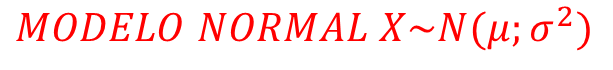 MODELO NORMAL X~N(μ; σ²)